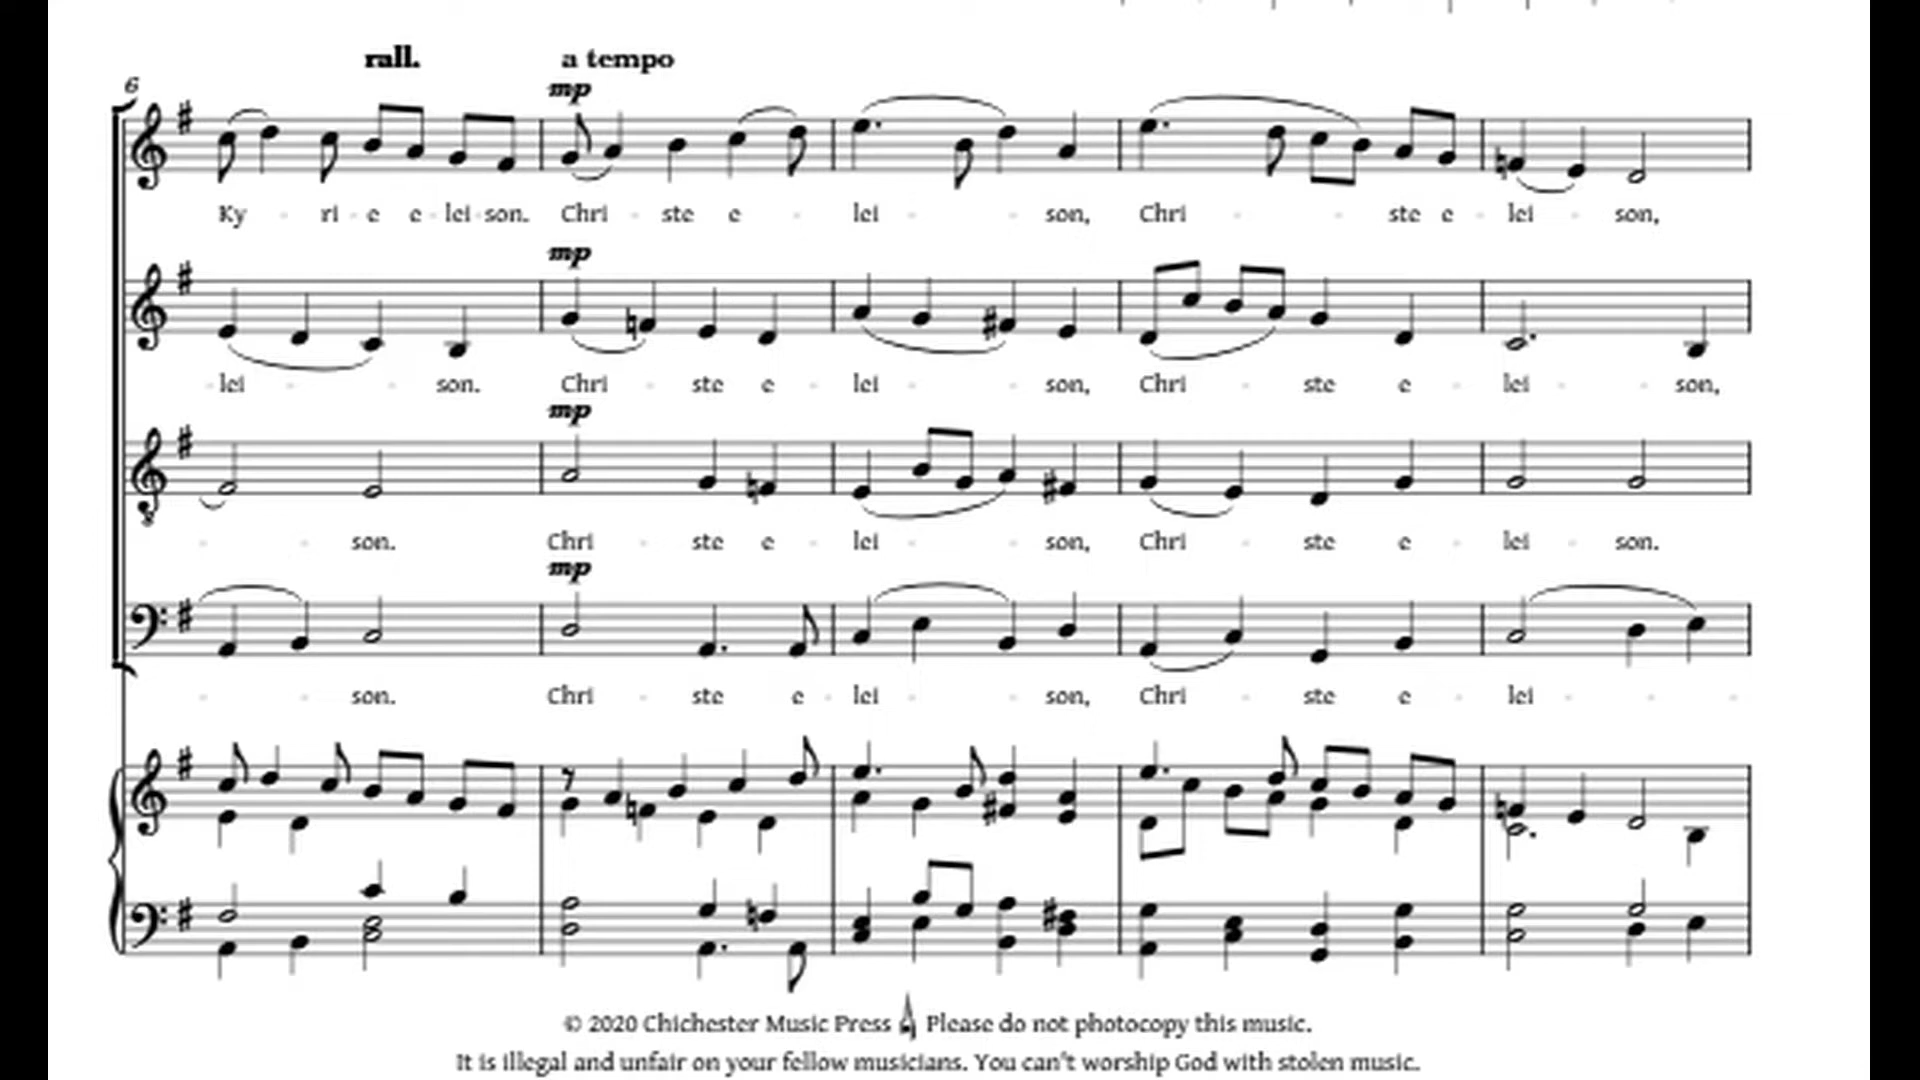 rall. a tempo
6
mp
Ky - ri - e e - lei - son. Chri - ste e - lei - son, Chri - ste e - lei - son,
mp
- lei - son. Chri - ste e - lei - son, Chri - ste e - lei - son,
mp
- son. Chri - ste e - lei - son, Chri - ste e - lei - son.
mp
- son. Chri - ste e - lei - son, Chri - ste e - lei -
© 2020 Chichester Music Press Please do not photocopy this music.
It is illegal and unfair on your fellow musicians. You can't worship God with stolen music.